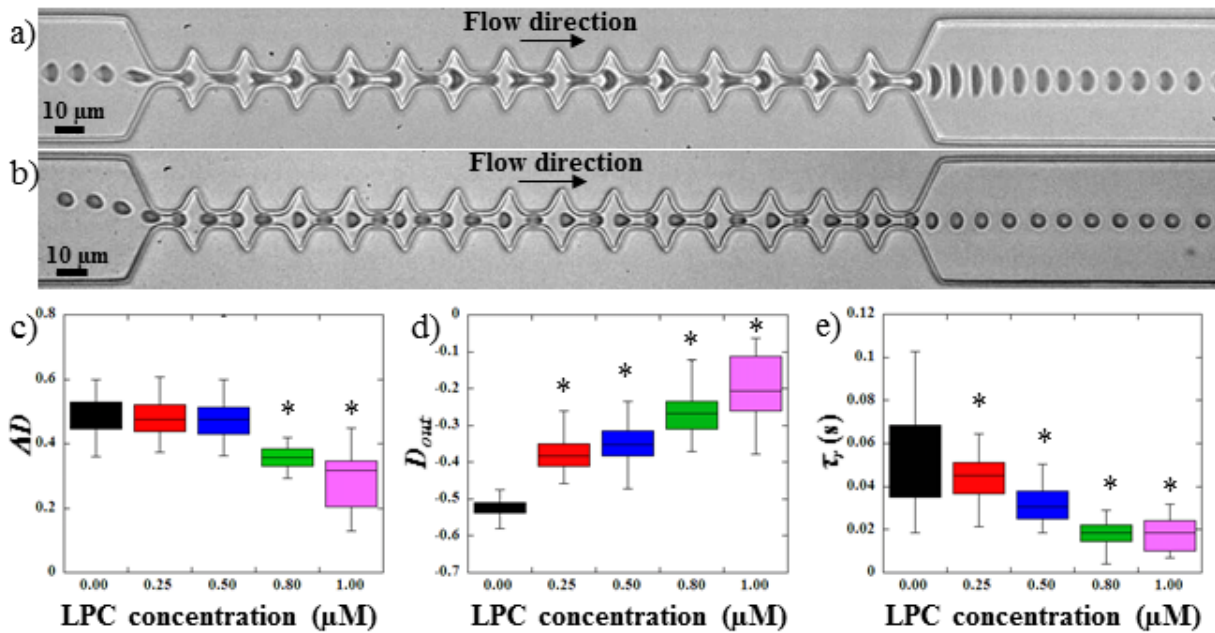 a)
Flow direction
10 μm
b)
Flow direction
10 μm
c)
0.8
0.6
0.4
0.2
0
ΔD
*
*
0.00 0.25 0.50 0.80 1.00
LPC concentration (μM)
d)
0
-0.1
-0.2
-0.3
-0.4
-0.5
-0.6
-0.7
D out
*
*
*
*
0.00 0.25 0.50 0.80 1.00
LPC concentration (μM)
e)
0.12
0.1
0.08
0.06
0.04
0.02
0
τr (s)
*
*
*
*
0.00 0.25 0.50 0.80 1.00
LPC concentration (μM)